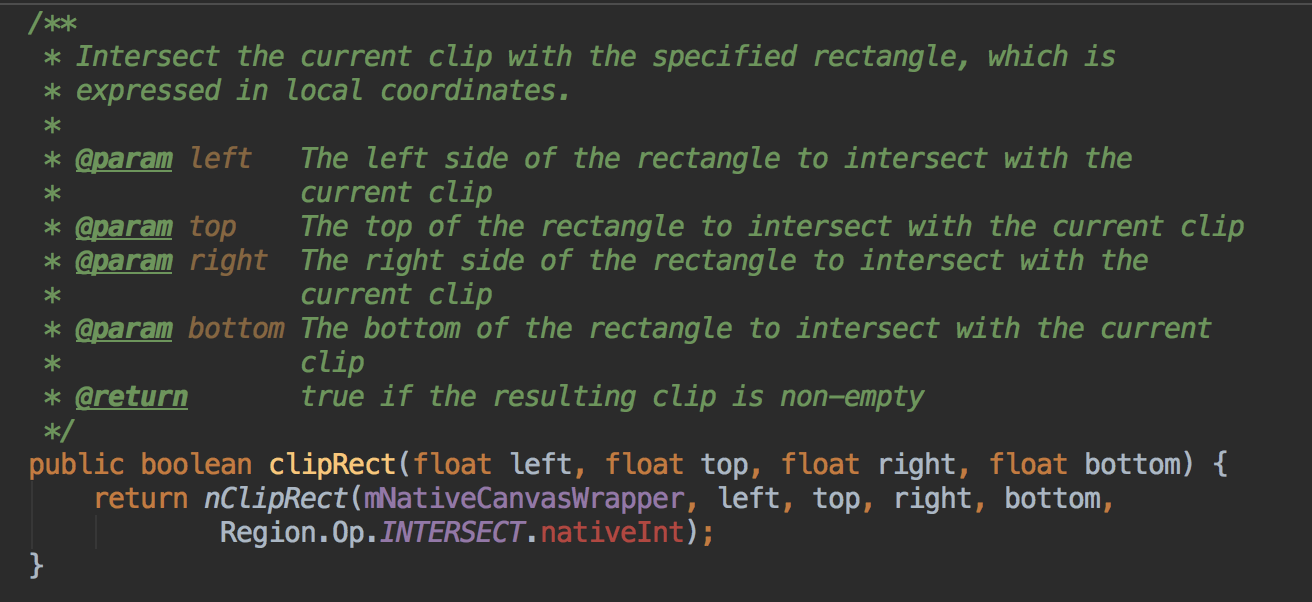 /**
 * Intersect the current clip with the specified rectangle, which is
 * expressed in local coordinates.
 *
 * @param left   The left side of the rectangle to intersect with the
 *               current clip
 * @param top    The top of the rectangle to intersect with the current clip
 * @param right  The right side of the rectangle to intersect with the
 *               current clip
 * @param bottom The bottom of the rectangle to intersect with the current
 *               clip
 * @return       true if the resulting clip is non-empty
 */
public boolean clipRect(float left, float top, float right, float bottom) {
    return nClipRect(mNativeCanvasWrapper, left, top, right, bottom,
            Region.Op.INTERSECT.nativeInt);
}